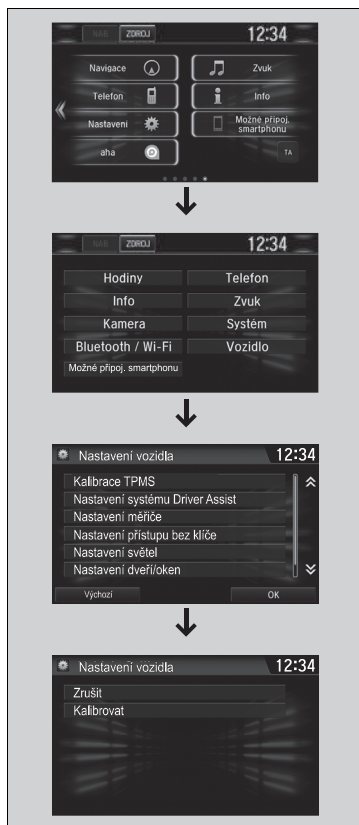 NAB. ZDROJ 12:34
Navigace Zvuk
Telefon Info
Nastavení Možné připoj. smartphonu
aha TA
ZDROJ 12:34
Hodiny Telefon
Info Zvuk
Kamera Systém
Bluetooth / Wi-Fi Vozidlo
Možné připoj. smartphonu
Nastavení vozidla 12:34
Kalibrace TPMS
Nastavení systému Driver Assist
Nastavení měřiče
Nastavení přístupu bez klíče
Nastavení světel
Nastavení dveří/oken
Výchozí OK
Nastavení vozidla 12:34
Zrušit
Kalibrovat